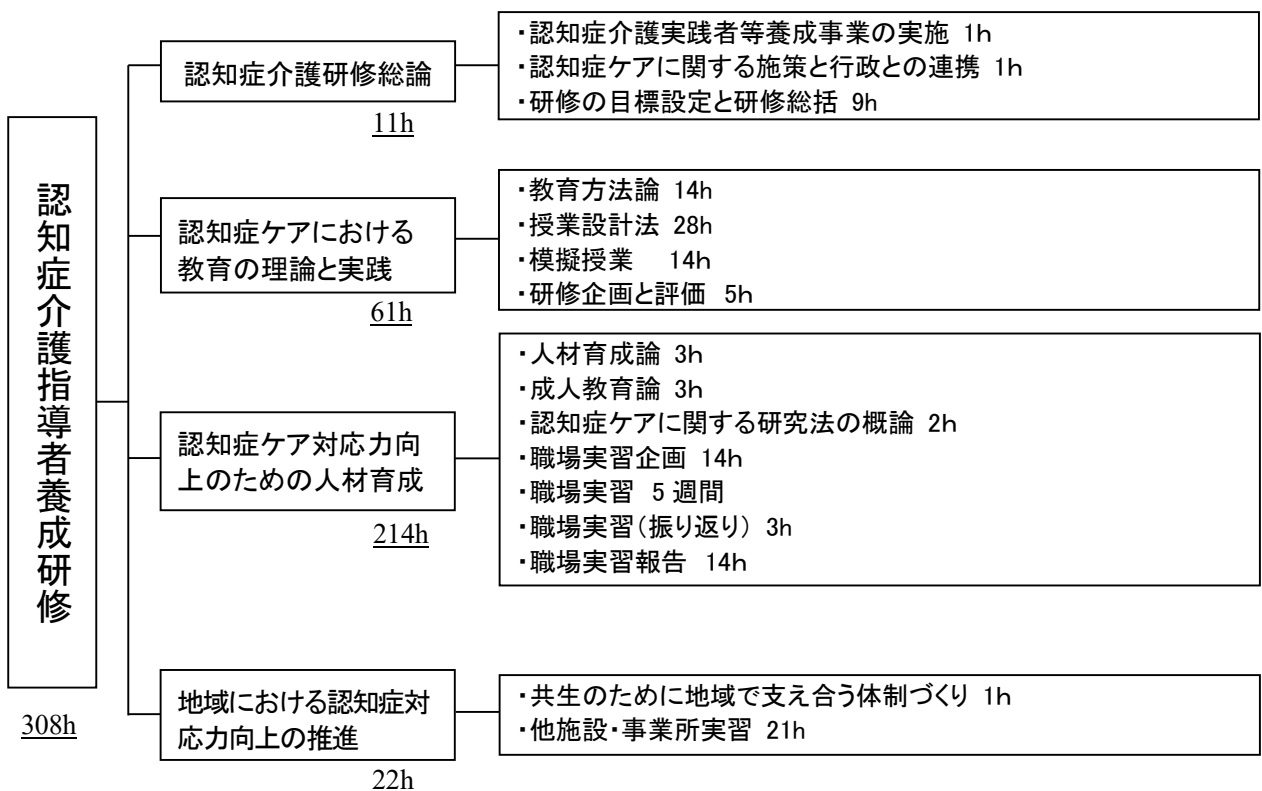 認知症介護指導者養成研修
308h
認知症介護研修総論
11h
・認知症介護実践者等養成事業の実施 1h
・認知症ケアに関する施策と行政との連携 1h
・研修の目標設定と研修総括 9h
認知症ケアにおける
教育の理論と実践
61h
・教育方法論 14h
・授業設計法 28h
・模擬授業 14h
・研修企画と評価 5h
認知症ケア対応力向
上のための人材育成
214h
・人材育成論 3h
・成人教育論 3h
・認知症ケアに関する研究法の概論 2h
・職場実習企画 14h
・職場実習 5週間
・職場実習(振り返り) 3h
・職場実習報告 14h
地域における認知症対
応力向上の推進
22h
・共生のために地域で支え合う体制づくり 1h
・他施設・事業所実習 21h